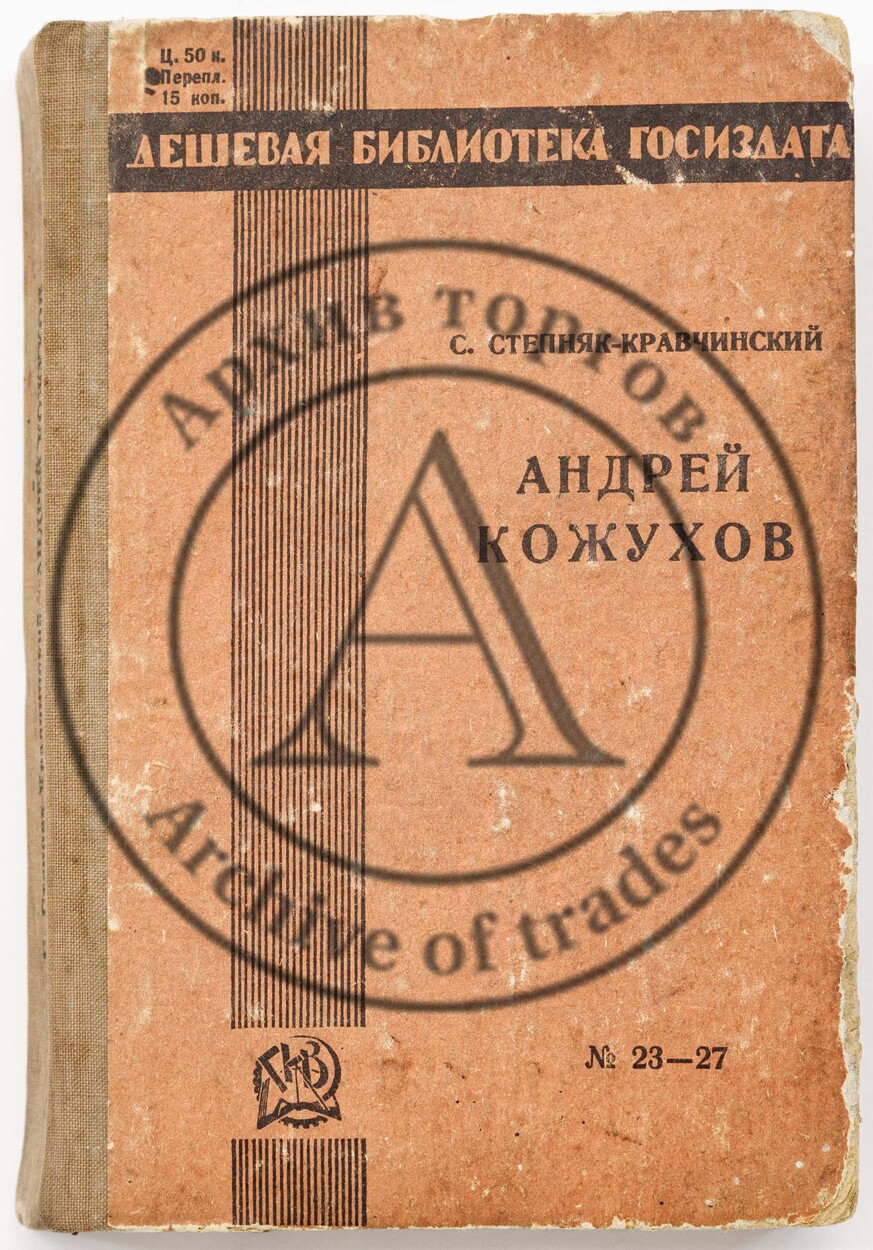 Ц. 50 к.
Перепл.
15 коп.
ДЕШЕВАЯ БИБЛИОТЕКА ГОСИЗДАТА
Архив торгов
С. СТЕПНЯК-КРАВЧИНСКИЙ
АНДРЕЙ
КОЖУХОВ
A
Archive of trades
№ 23—27